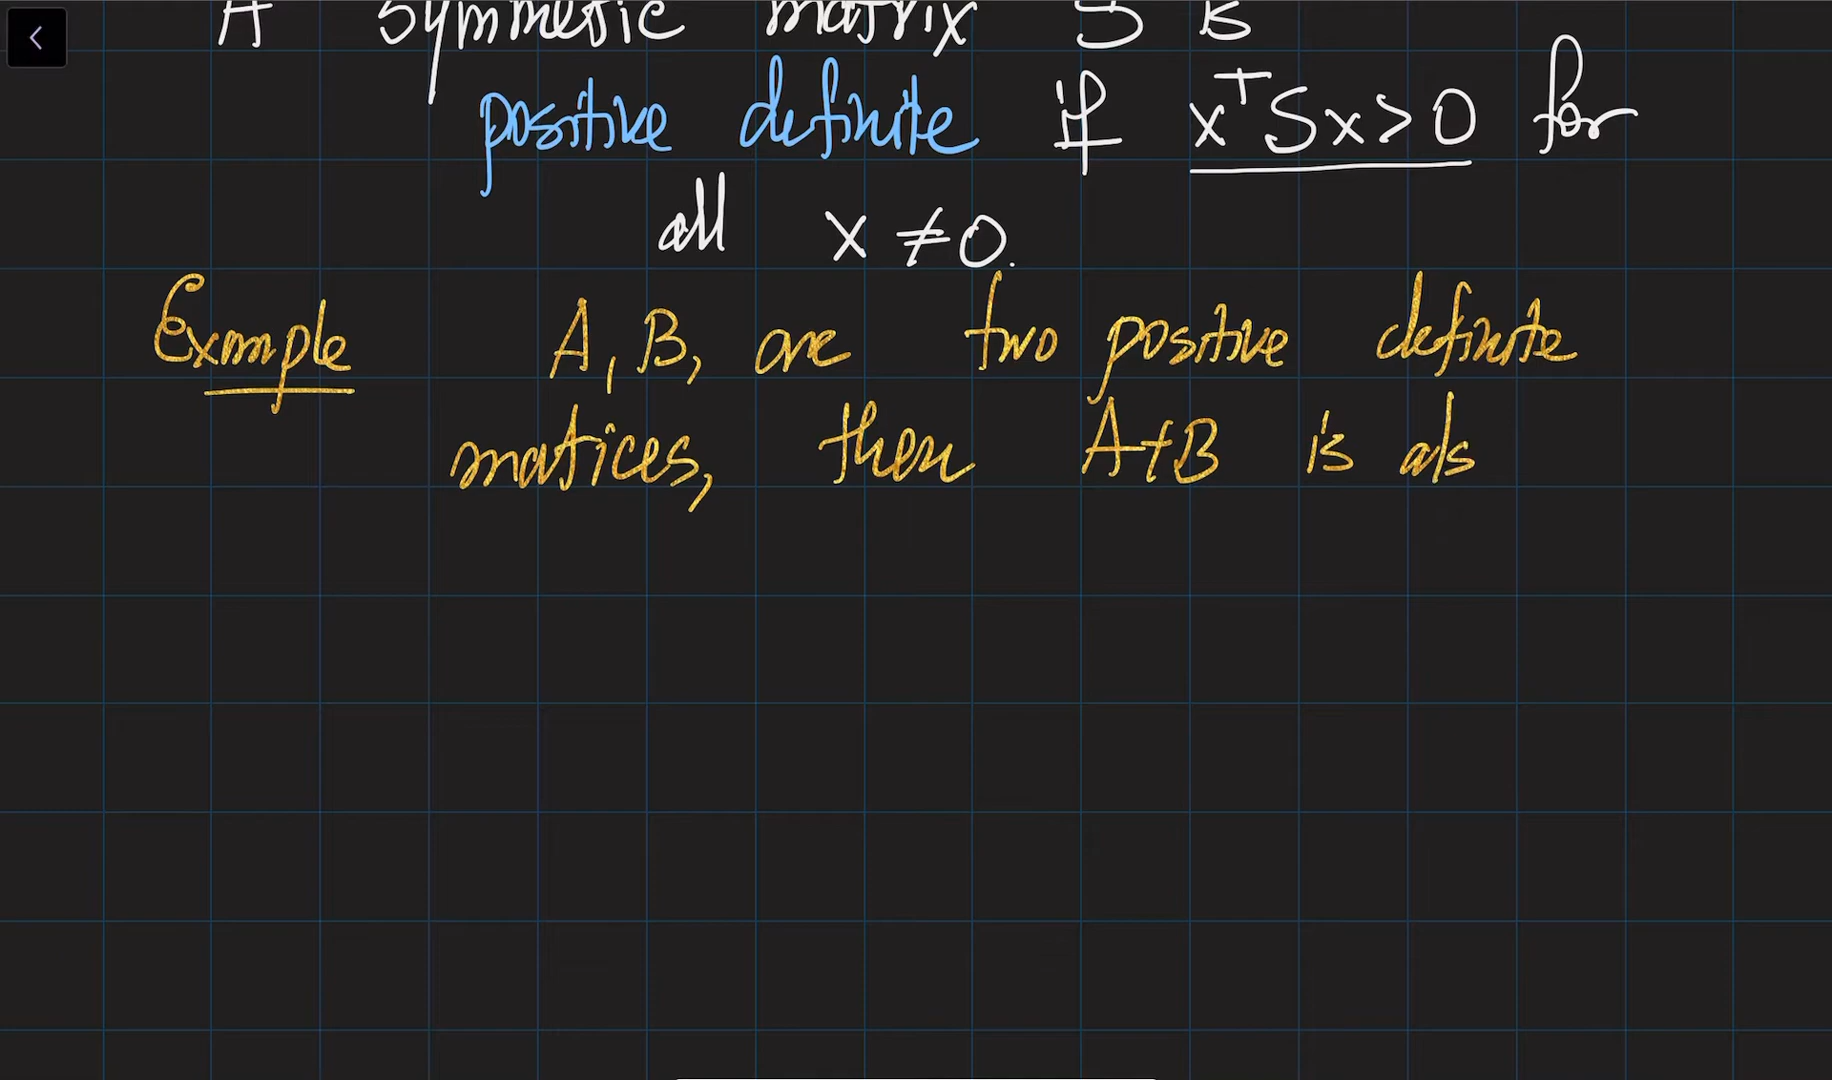 A symmetric matrix S is
positive definite if xᵀSx>0 for
all x ≠ 0.
Example A, B, are two positive definite
matices, then A+B is als